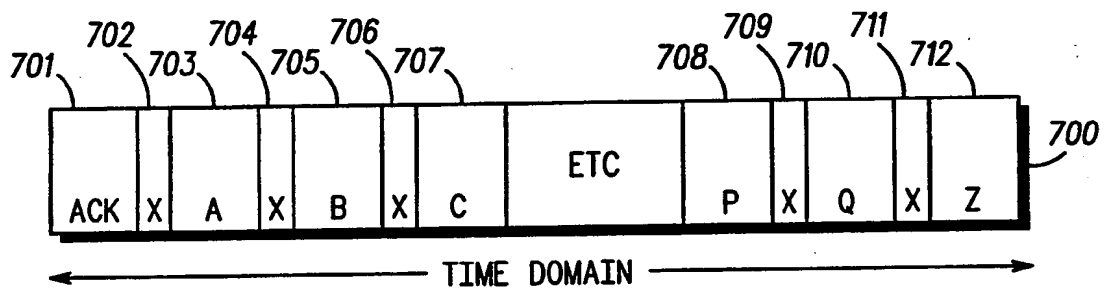 701 702 703 704 705 706 707 708 709 710 711 712
700
ETC
ACK X A X B X C P X Q X Z
TIME DOMAIN